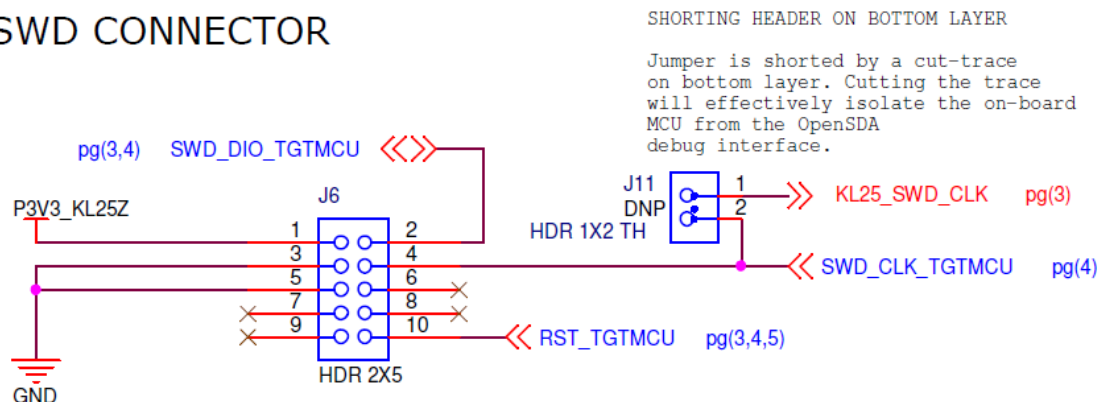 SWD CONNECTOR
SHORTING HEADER ON BOTTOM LAYER
Jumper is shorted by a cut-trace
on bottom layer. Cutting the trace
will effectively isolate the on-board
MCU from the OpenSDA
debug interface.
pg(3,4) SWD_DIO_TGTMCU
J6
P3V3_KL25Z
1 2
3 4
5 6
7 8
9 10
HDR 2X5
GND
J11
DNP
HDR 1X2 TH
1 KL25_SWD_CLK pg(3)
2
SWD_CLK_TGTMCU pg(4)
RST_TGTMCU pg(3,4,5)